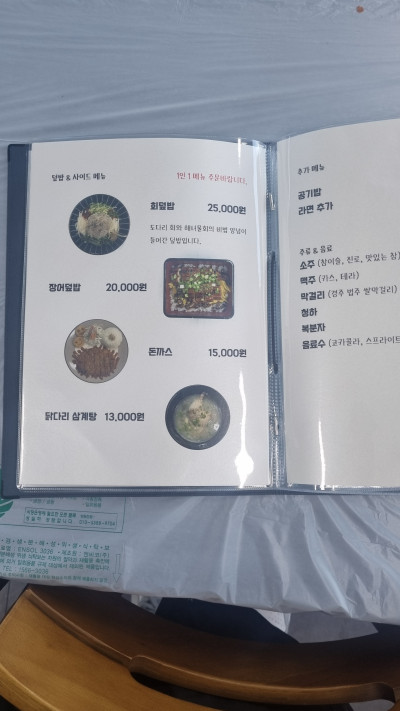 덮밥 & 사이드 메뉴
1인 1메뉴 주문바랍니다.
회덮밥 25,000원
도다리 회와 해녀물회의 비법 양념이
들어간 덮밥입니다.
장어덮밥 20,000원
돈까스 15,000원
닭다리 삼계탕 13,000원
추가 메뉴
공기밥
라면 추가
주류 & 음료
소주 (참이슬, 진로, 맛있는 참)
맥주 (카스, 테라)
막걸리 (경주 법주 쌀막걸리)
청하
복분자
음료수 (코카콜라, 스프라이트